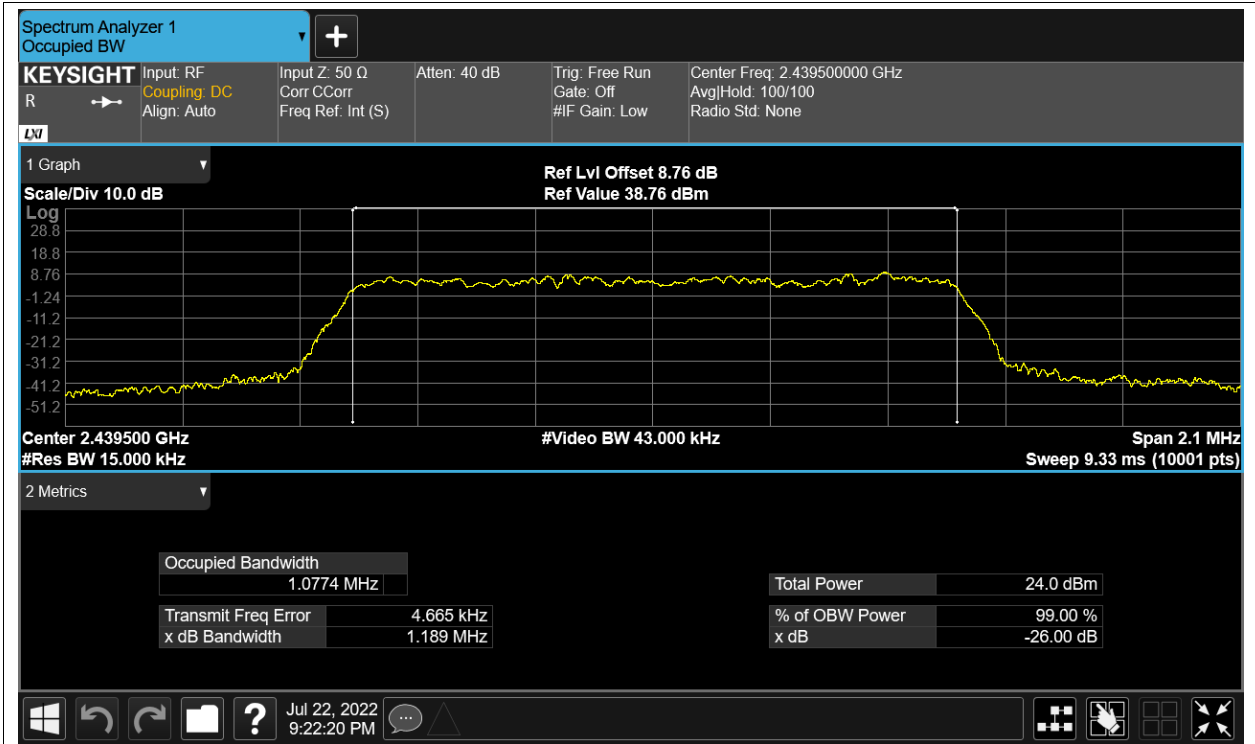 Spectrum Analyzer 1
Occupied BW
KEYSIGHT Input: RF Input Z: 50 Ω Atten: 40 dB Trig: Free Run Center Freq: 2.439500000 GHz
R Coupling: DC Corr CCorr Gate: Off Avg|Hold: 100/100
Align: Auto Freq Ref: Int (S) #IF Gain: Low Radio Std: None
LXI
1 Graph
Ref Lvl Offset 8.76 dB
Scale/Div 10.0 dB Ref Value 38.76 dBm
Log
28.8
18.8
8.76
-1.24
-11.2
-21.2
-31.2
-41.2
-51.2
Center 2.439500 GHz #Video BW 43.000 kHz Span 2.1 MHz
#Res BW 15.000 kHz Sweep 9.33 ms (10001 pts)
2 Metrics
Occupied Bandwidth
1.0774 MHz Total Power 24.0 dBm
Transmit Freq Error 4.665 kHz % of OBW Power 99.00 %
x dB Bandwidth 1.189 MHz x dB -26.00 dB
? Jul 22, 2022
9:22:20 PM